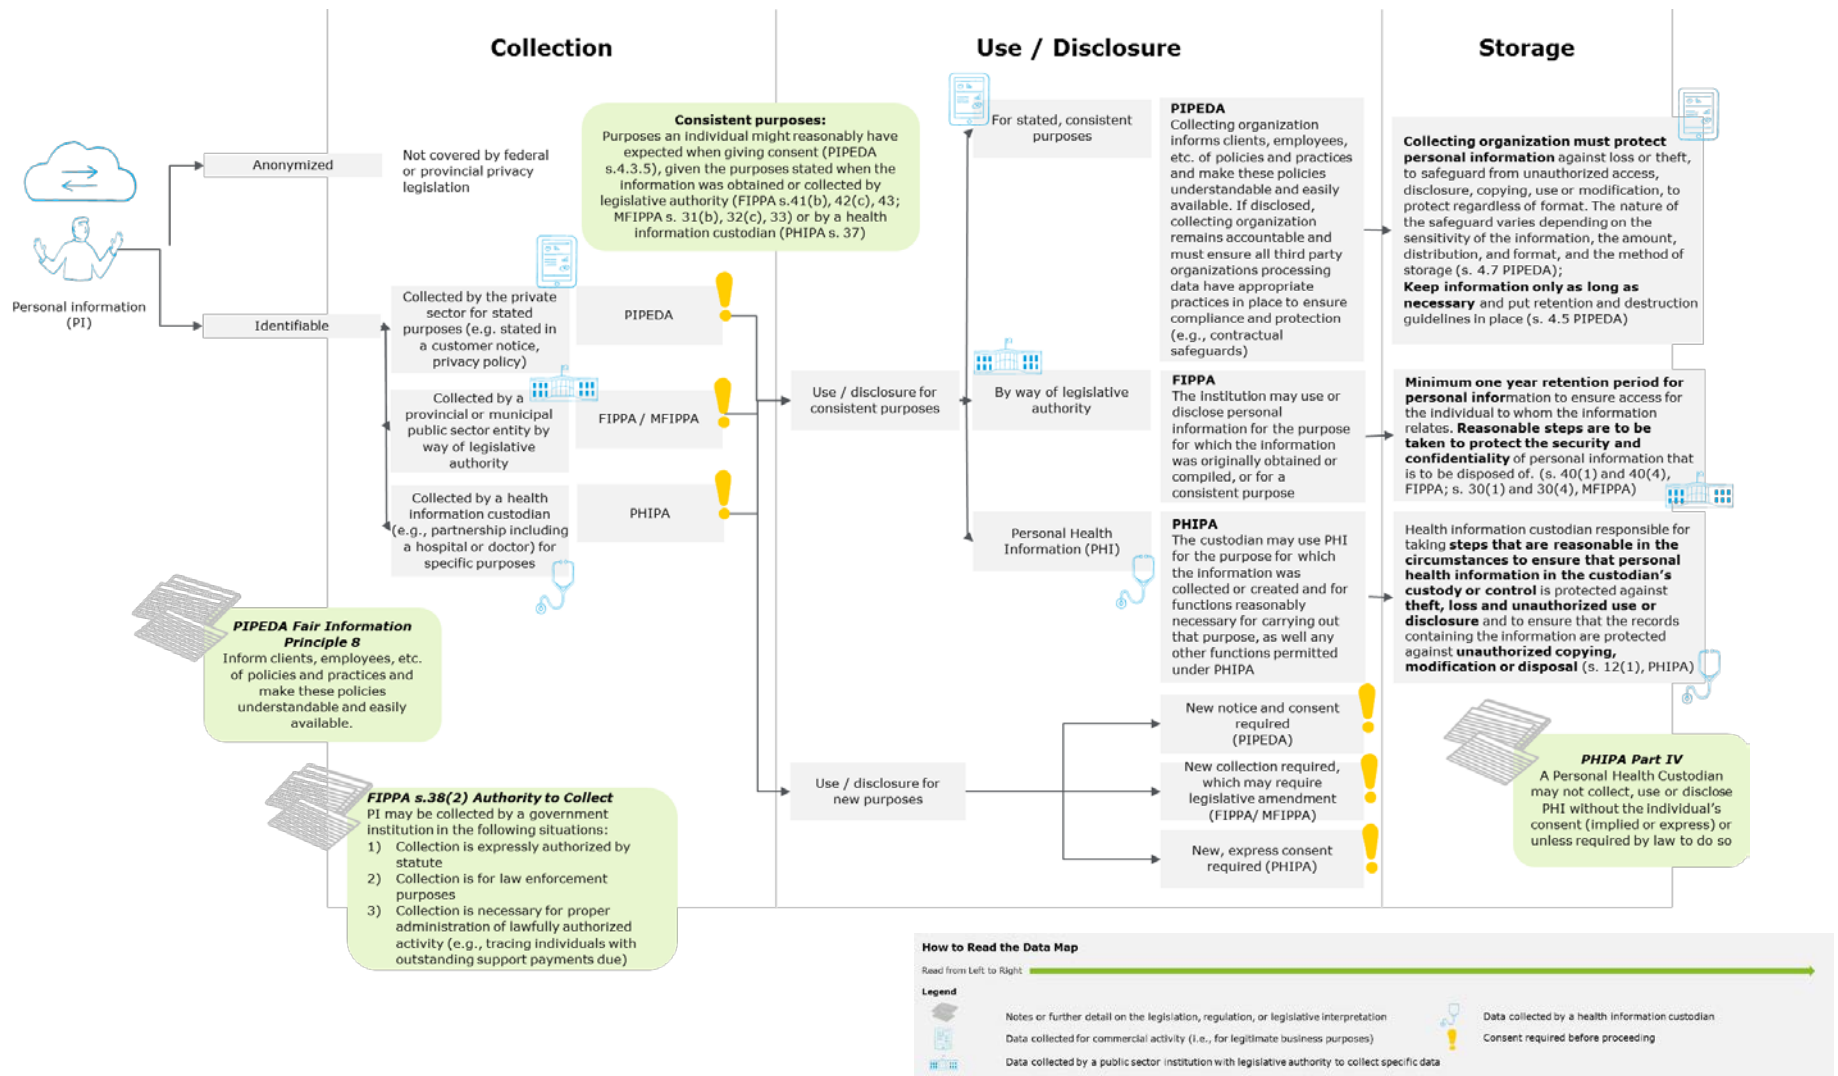 Collection
Use / Disclosure
Storage
Personal information
(PI)
Anonymized
Not covered by federal
or provincial privacy
legislation
Identifiable
Consistent purposes:
Purposes an individual might reasonably have
expected when giving consent (PIPEDA
s.4.3.5), given the purposes stated when the
information was obtained or collected by
legislative authority (FIPPA s.41(b), 42(c), 43;
MFIPPA s. 31(b), 32(c), 33) or by a health
information custodian (PHIPA s. 37)
Collected by the private
sector for stated
purposes (e.g. stated in
a customer notice,
privacy policy)
PIPEDA
Collected by a
provincial or municipal
public sector entity by
way of legislative
authority
FIPPA / MFIPPA
Collected by a health
information custodian
(e.g., partnership including
a hospital or doctor) for
specific purposes
PHIPA
PIPEDA Fair Information
Principle 8
Inform clients, employees, etc.
of policies and practices and
make these policies
understandable and easily
available.
FIPPA s.38(2) Authority to Collect
PI may be collected by a government
institution in the following situations:
1) Collection is expressly authorized by
statute
2) Collection is for law enforcement
purposes
3) Collection is necessary for proper
administration of lawfully authorized
activity (e.g., tracing individuals with
outstanding support payments due)
Use / disclosure for
consistent purposes
Use / disclosure for
new purposes
For stated, consistent
purposes
By way of legislative
authority
Personal Health
Information (PHI)
PIPEDA
Collecting organization
informs clients, employees,
etc. of policies and practices
and make these policies
understandable and easily
available. If disclosed,
collecting organization
remains accountable and
must ensure all third party
organizations processing
data have appropriate
practices in place to ensure
compliance and protection
(e.g., contractual
safeguards)
FIPPA
The institution may use or
disclose personal
information for the purpose
for which the information
was originally obtained or
compiled, or for a
consistent purpose
PHIPA
The custodian may use PHI
for the purpose for which
the information was
collected or created and for
functions reasonably
necessary for carrying out
that purpose, as well any
other functions permitted
under PHIPA
New notice and consent
required
(PIPEDA)
New collection required,
which may require
legislative amendment
(FIPPA/ MFIPPA)
New, express consent
required (PHIPA)
Collecting organization must protect
personal information against loss or theft,
to safeguard from unauthorized access,
disclosure, copying, use or modification, to
protect regardless of format. The nature of
the safeguard varies depending on the
sensitivity of the information, the amount,
distribution, and format, and the method of
storage (s. 4.7 PIPEDA);
Keep information only as long as
necessary and put retention and destruction
guidelines in place (s. 4.5 PIPEDA)
Minimum one year retention period for
personal information to ensure access for
the individual to whom the information
relates. Reasonable steps are to be
taken to protect the security and
confidentiality of personal information that
is to be disposed of. (s. 40(1) and 40(4),
FIPPA; s. 30(1) and 30(4), MFIPPA)
Health information custodian responsible for
taking steps that are reasonable in the
circumstances to ensure that personal
health information in the custodian's
custody or control is protected against
theft, loss and unauthorized use or
disclosure and to ensure that the records
containing the information are protected
against unauthorized copying,
modification or disposal (s. 12(1), PHIPA)
PHIPA Part IV
A Personal Health Custodian
may not collect, use or disclose
PHI without the individual's
consent (implied or express) or
unless required by law to do so
How to Read the Data Map
Read from Left to Right
Legend
Notes or further detail on the legislation, regulation, or legislative interpretation
Data collected for commercial activity (i.e., for legitimate business purposes)
Data collected by a public sector institution with legislative authority to collect specific data
Data collected by a health information custodian
Consent required before proceeding